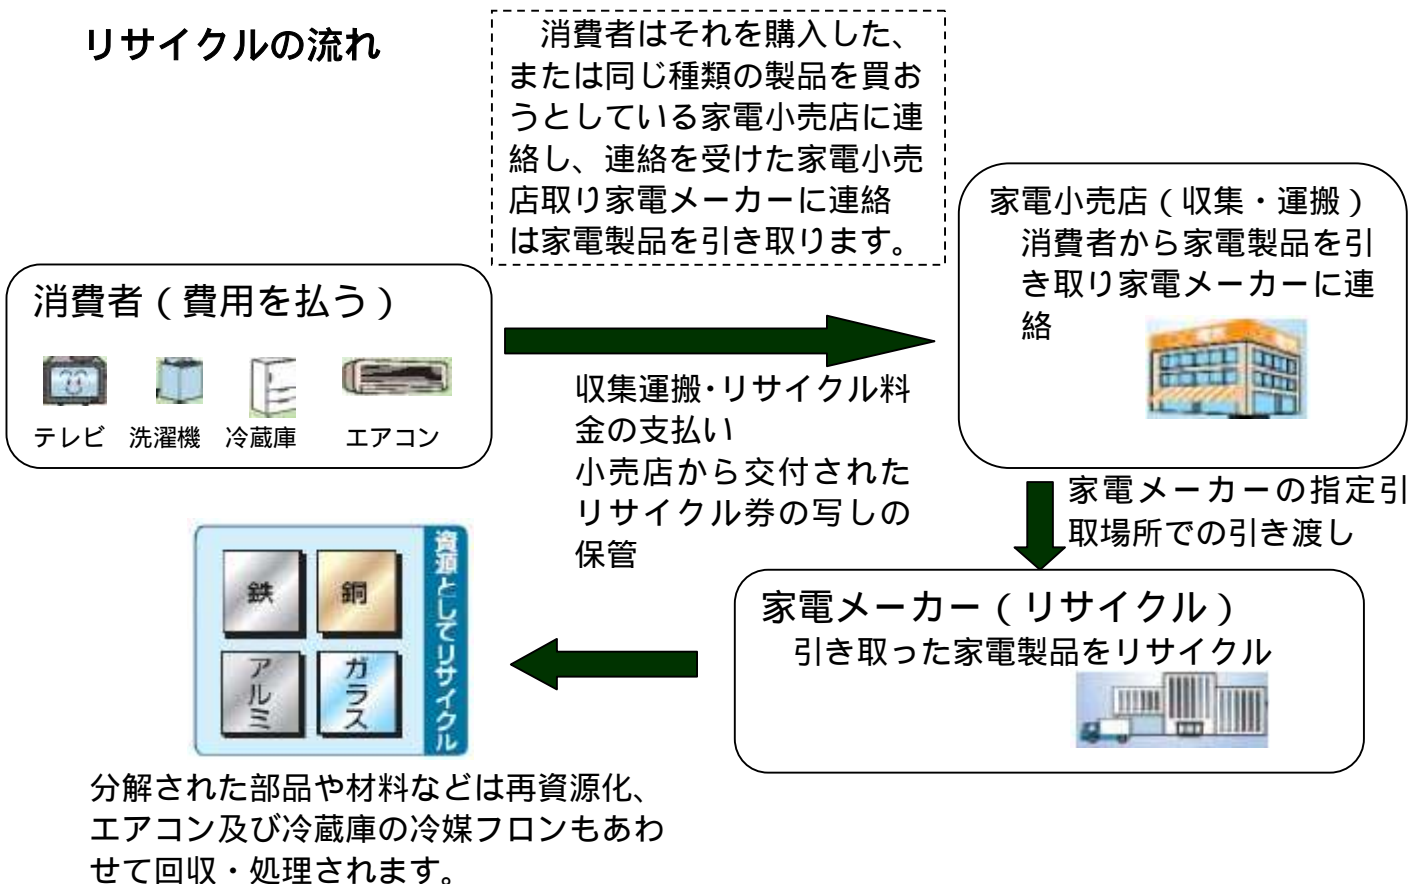 リサイクルの流れ
消費者はそれを購入した、
または同じ種類の製品を買お
うとしている家電小売店に連
絡し、連絡を受けた家電小売
店取り家電メーカーに連絡
は家電製品を引き取ります。
消費者(費用を払う)
テレビ 洗濯機 冷蔵庫 エアコン
収集運搬・リサイクル料
金の支払い
小売店から交付された
リサイクル券の写しの
保管
家電小売店(収集・運搬)
消費者から家電製品を引
き取り家電メーカーに連
絡
家電メーカーの指定引
取場所での引き渡し
家電メーカー(リサイクル)
引き取った家電製品をリサイクル
資源としてリサイクル
鉄 銅
アルミ ガラス
分解された部品や材料などは再資源化、
エアコン及び冷蔵庫の冷媒フロンもあわ
せて回収・処理されます。